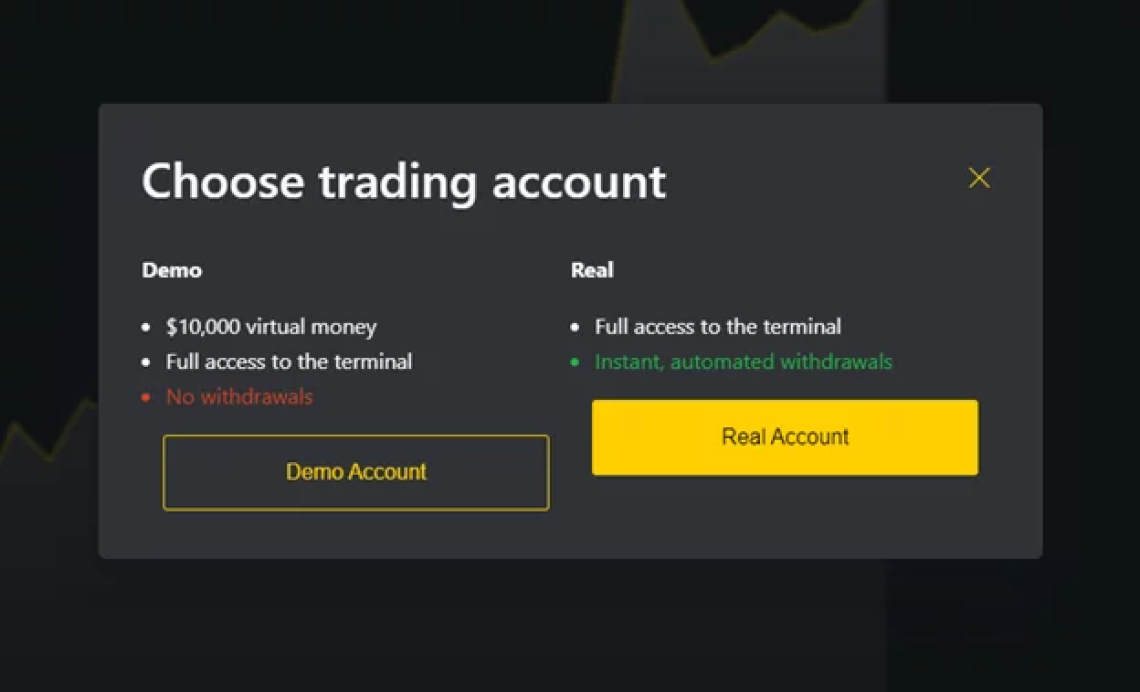 Choose trading account
Demo
$10,000 virtual money
Full access to the terminal
No withdrawals
Demo Account
Real
Full access to the terminal
Instant, automated withdrawals
Real Account